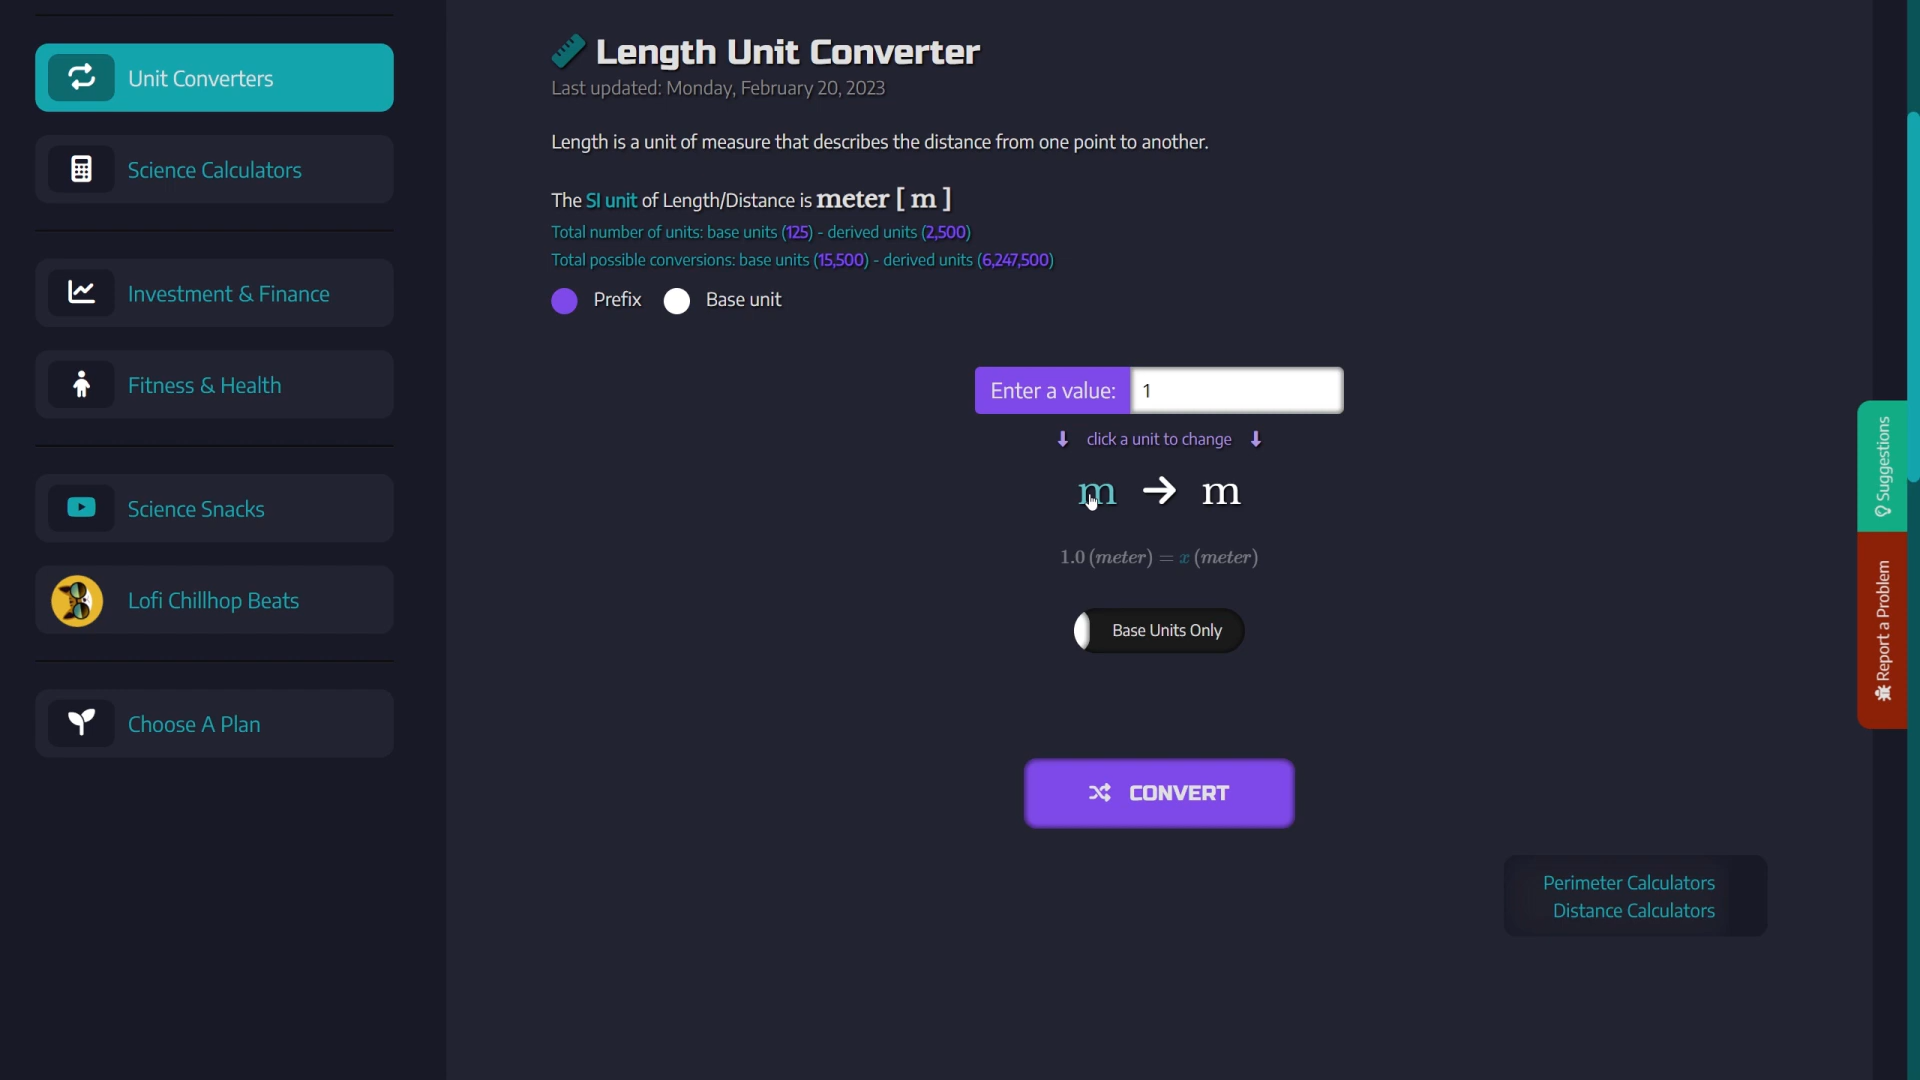 Unit Converters
Science Calculators
Investment & Finance
Fitness & Health
Science Snacks
Lofi Chillhop Beats
Choose A Plan
Length Unit Converter
Last updated: Monday, February 20, 2023
Length is a unit of measure that describes the distance from one point to another.
The SI unit of Length/Distance is meter [ m ]
Total number of units: base units (125) - derived units (2,500)
Total possible conversions: base units (15,500) - derived units (6,247,500)
Prefix Base unit
Enter a value: 1
↓ click a unit to change ↓
m → m
1.0 (meter) = x (meter)
Base Units Only
CONVERT
Perimeter Calculators
Distance Calculators
Suggestions
Report a Problem